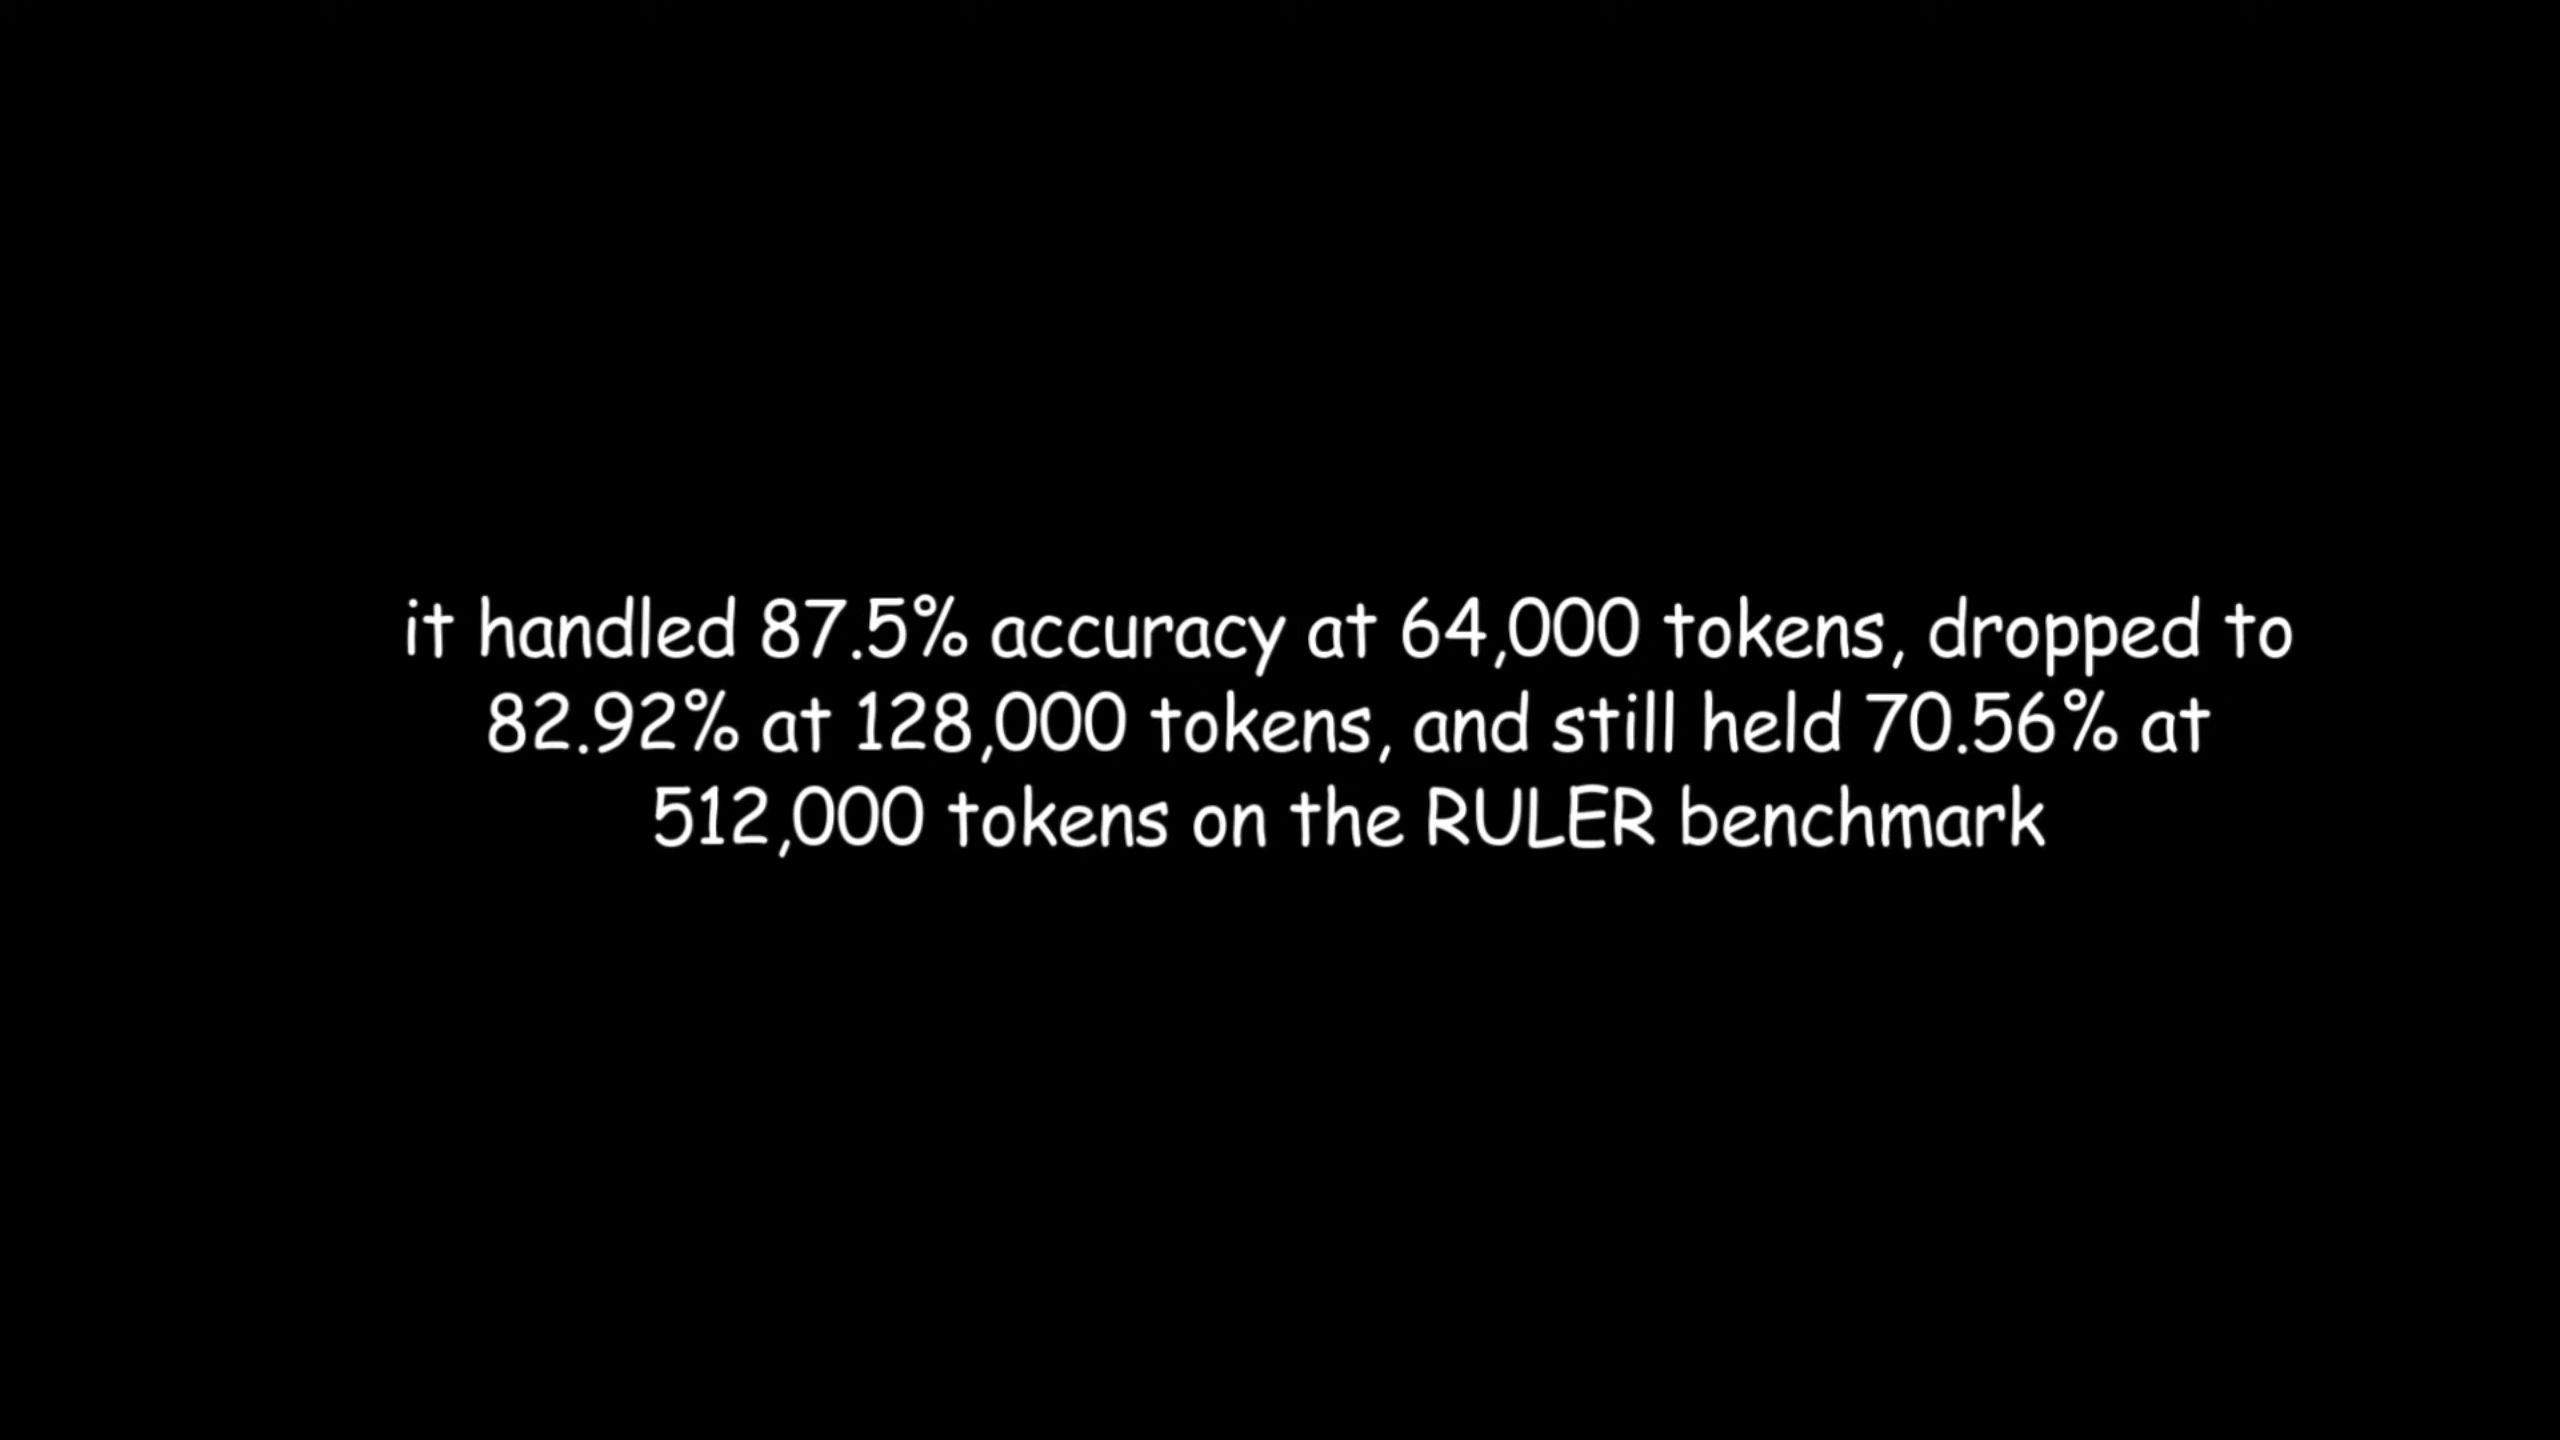 it handled 87.5% accuracy at 64,000 tokens, dropped to
82.92% at 128,000 tokens, and still held 70.56% at
512,000 tokens on the RULER benchmark